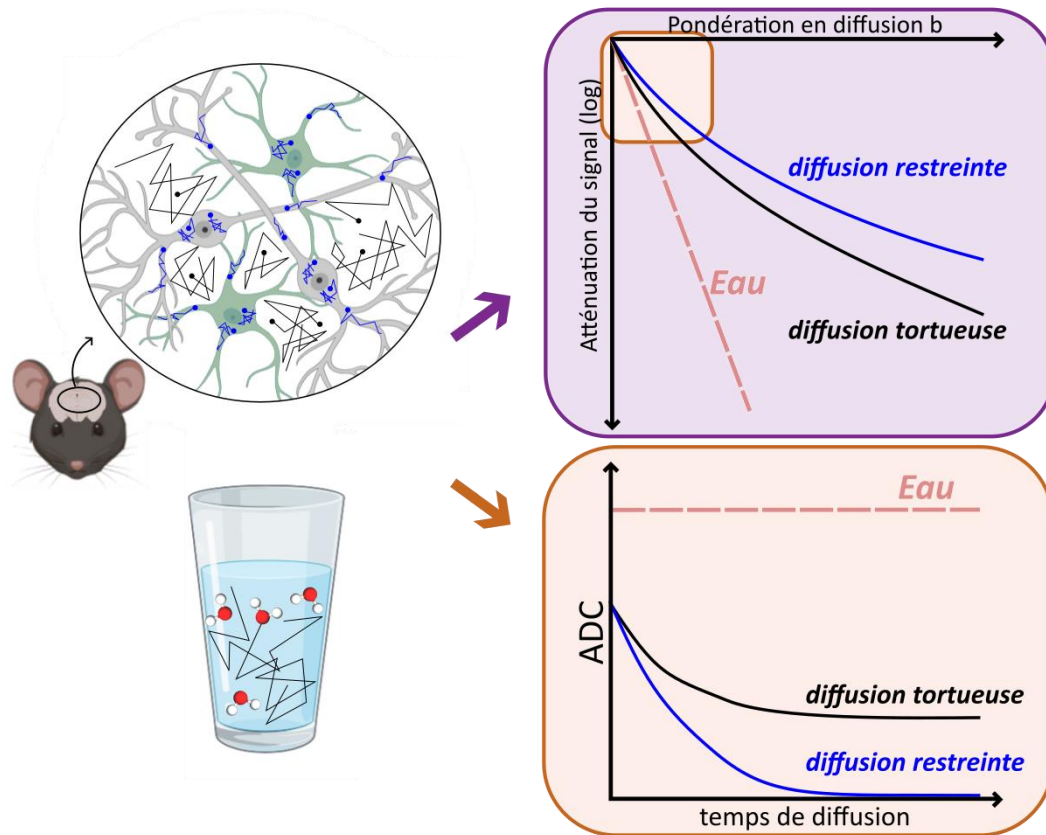 Pondération en diffusion b
Atténuation du signal (log)
diffusion restreinte
Eau
diffusion tortueuse
Eau
ADC
diffusion tortueuse
diffusion restreinte
temps de diffusion